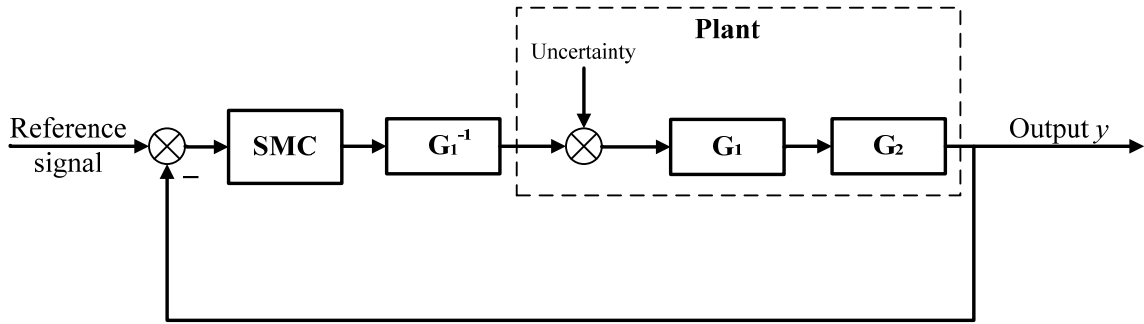 Plant
Uncertainty
Reference
signal
−
SMC
G₁⁻¹
G₁
G₂
Output y